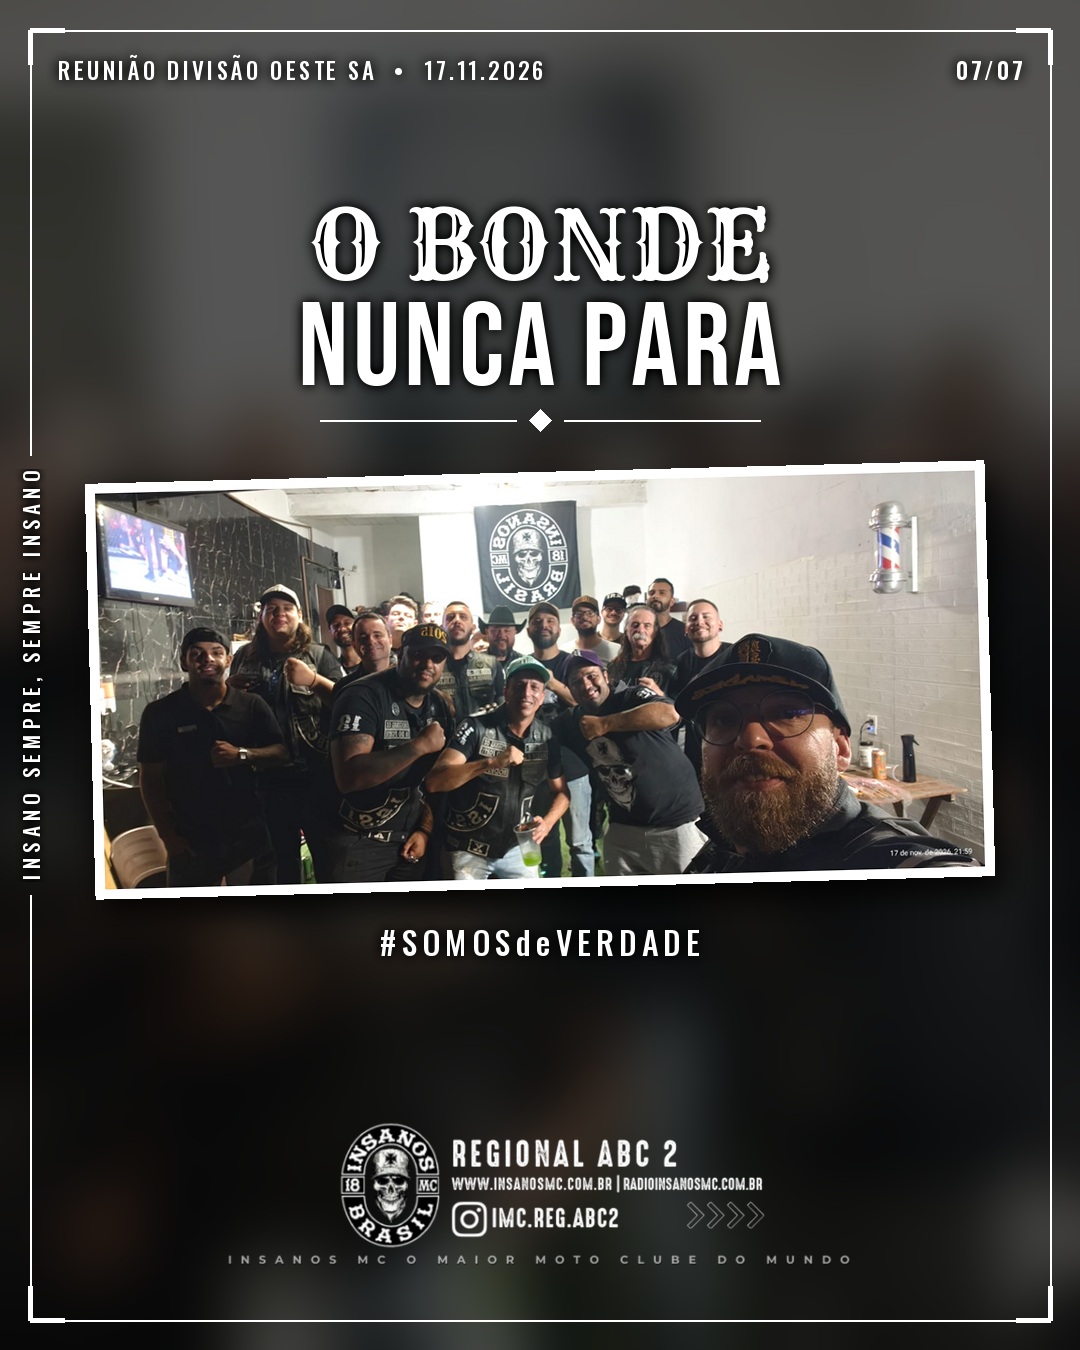 REUNIÃO DIVISÃO OESTE SA • 17.11.2026
07/07
O BONDE
NUNCA PARA
INSANO SEMPRE, SEMPRE INSANO
INSANOS
18 MC
BRASIL
2015
17 de nov. de 2026, 21:59
#SOMOSdeVERDADE
INSANOS
18 MC
BRASIL
REGIONAL ABC 2
WWW.INSANOSMC.COM.BR | RADIOINSANOSMC.COM.BR
IMC.REG.ABC2
INSANOS MC O MAIOR MOTO CLUBE DO MUNDO